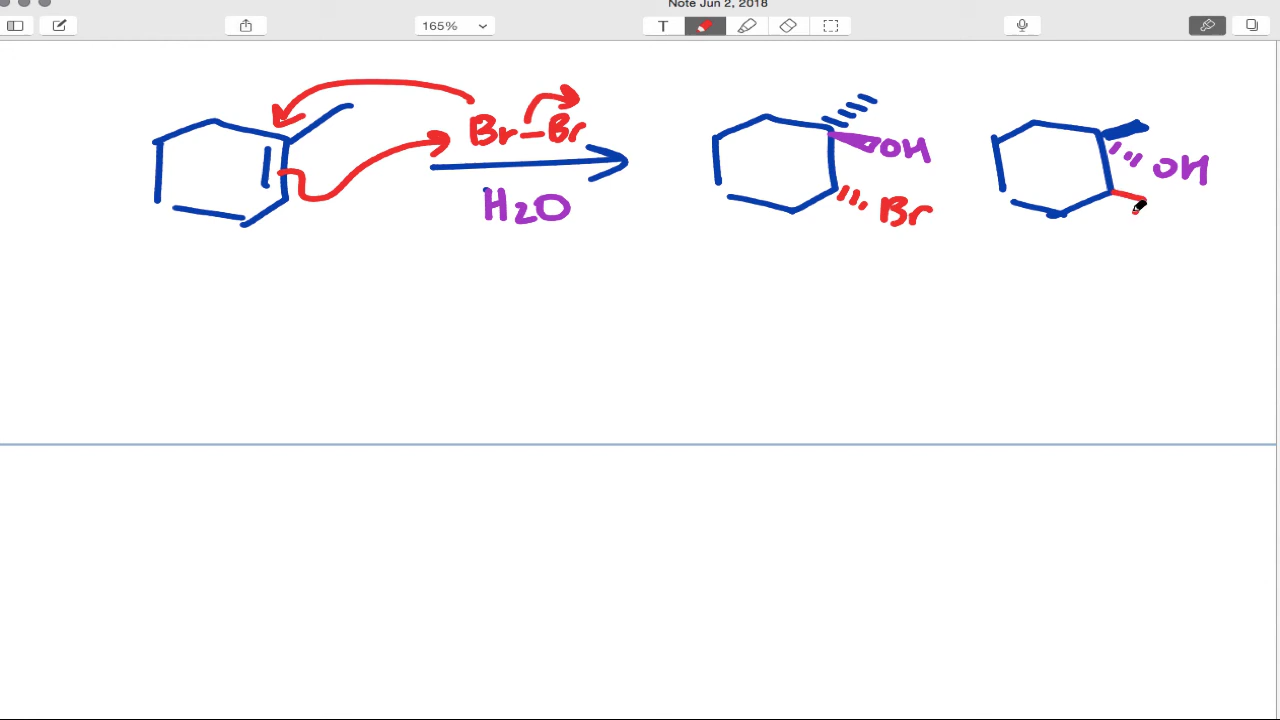 Note Jun 2, 2018
165%
T
Br—Br
H2O
OH
Br
OH